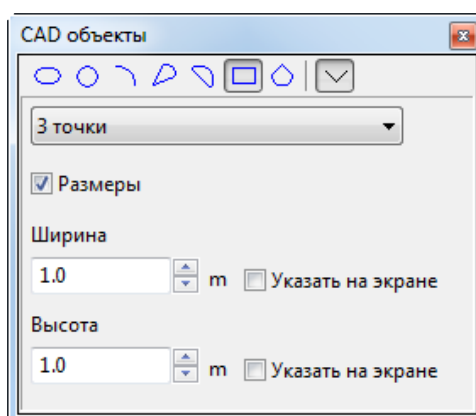 CAD объекты
3 точки
Размеры
Ширина
1.0 m Указать на экране
Высота
1.0 m Указать на экране